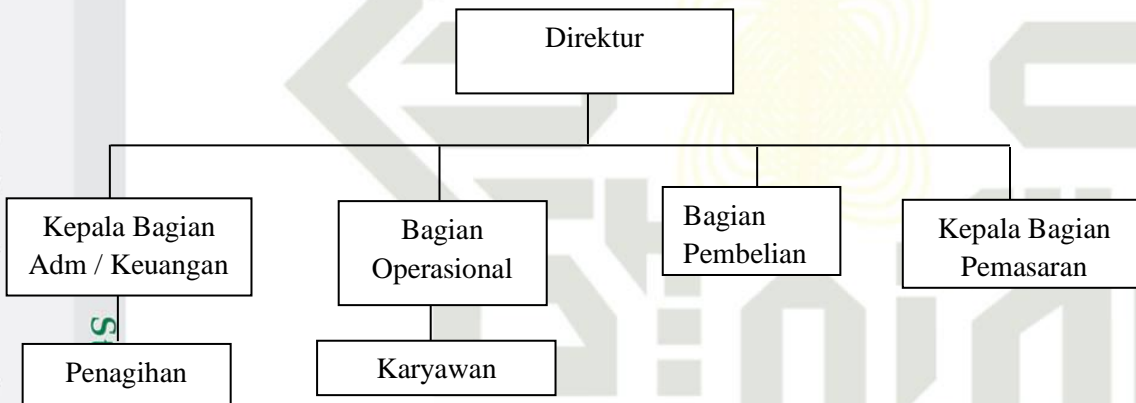 Direktur
Kepala Bagian
Adm / Keuangan
Bagian
Operasional
Bagian
Pembelian
Kepala Bagian
Pemasaran
Penagihan
Karyawan